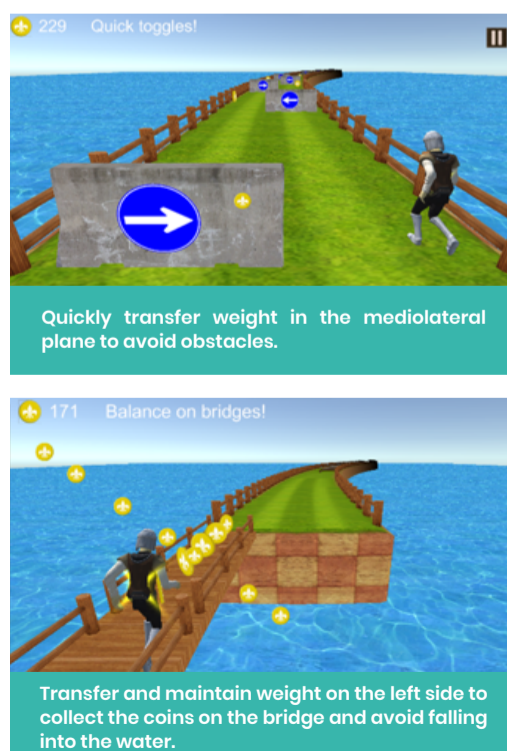 229 Quick toggles!
Quickly transfer weight in the mediolateral
plane to avoid obstacles.
171 Balance on bridges!
Transfer and maintain weight on the left side to
collect the coins on the bridge and avoid falling
into the water.